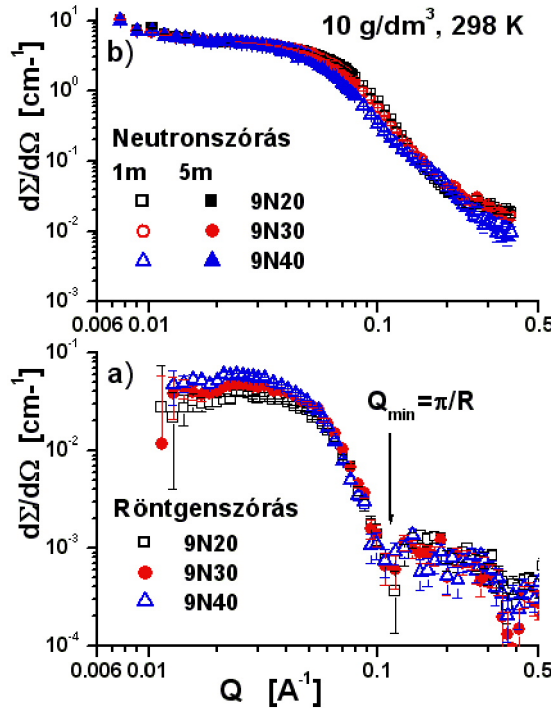 10 g/dm³, 298 K
b)
dΣ/dΩ [cm-1]
10¹
10⁰
10⁻¹
10⁻²
10⁻³
Neutronszórás
1m 5m
9N20
9N30
9N40
0.006 0.01 0.1 0.5
a)
dΣ/dΩ [cm-1]
10⁻¹
10⁻²
10⁻³
10⁻⁴
Qmin=π/R
Röntgenszórás
9N20
9N30
9N40
0.006 0.01 0.1 0.5
Q [A⁻¹]